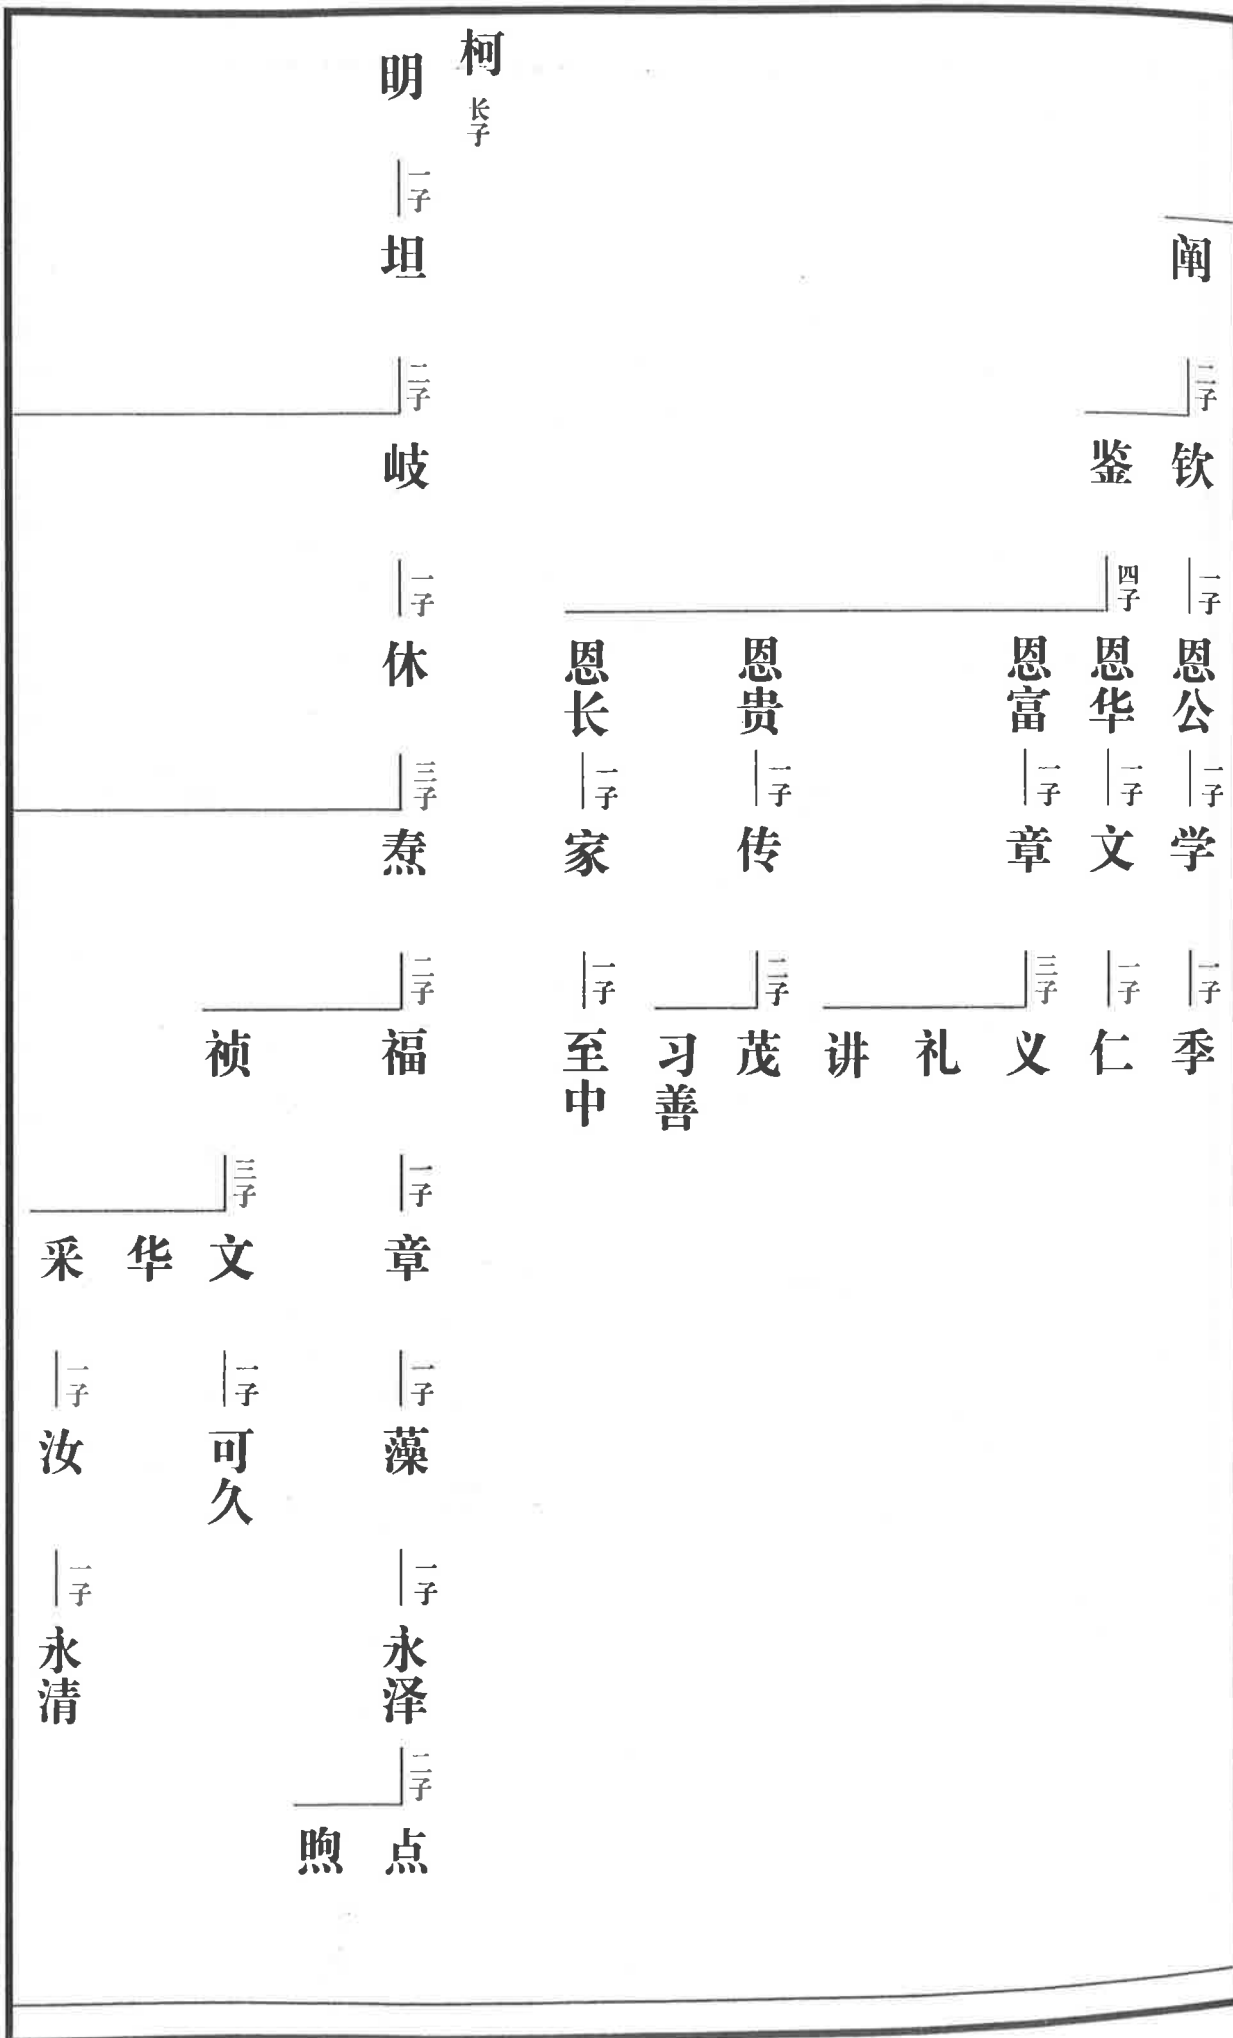 阐
二子
钦
一子
恩公
一子
学
一子
季
鉴
四子
恩华
一子
文
一子
仁
恩富
一子
章
三子
义
礼
讲
恩贵
一子
传
二子
茂
习善
恩长
一子
家
一子
至中
柯 长子
明
一子
坦
二子
岐
一子
休
三子
焘
二子
福
一子
章
一子
藻
一子
永泽
二子
点
煦
祯
三子
文
一子
可久
华
采
一子
汝
一子
永清